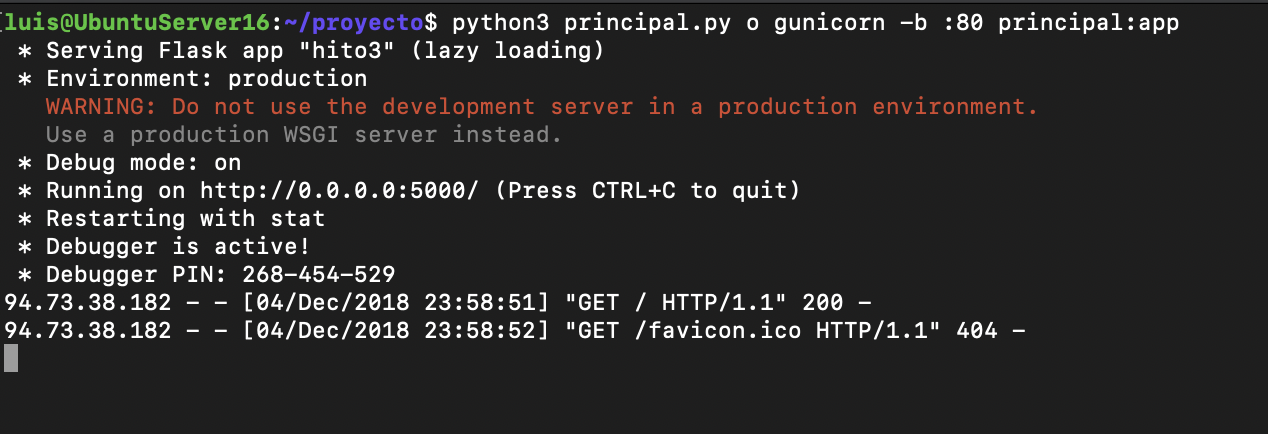 luis@UbuntuServer16:~/proyecto$ python3 principal.py o gunicorn -b :80 principal:app
* Serving Flask app "hito3" (lazy loading)
* Environment: production
WARNING: Do not use the development server in a production environment.
Use a production WSGI server instead.
* Debug mode: on
* Running on http://0.0.0.0:5000/ (Press CTRL+C to quit)
* Restarting with stat
* Debugger is active!
* Debugger PIN: 268-454-529
94.73.38.182 - - [04/Dec/2018 23:58:51] "GET / HTTP/1.1" 200 -
94.73.38.182 - - [04/Dec/2018 23:58:52] "GET /favicon.ico HTTP/1.1" 404 -